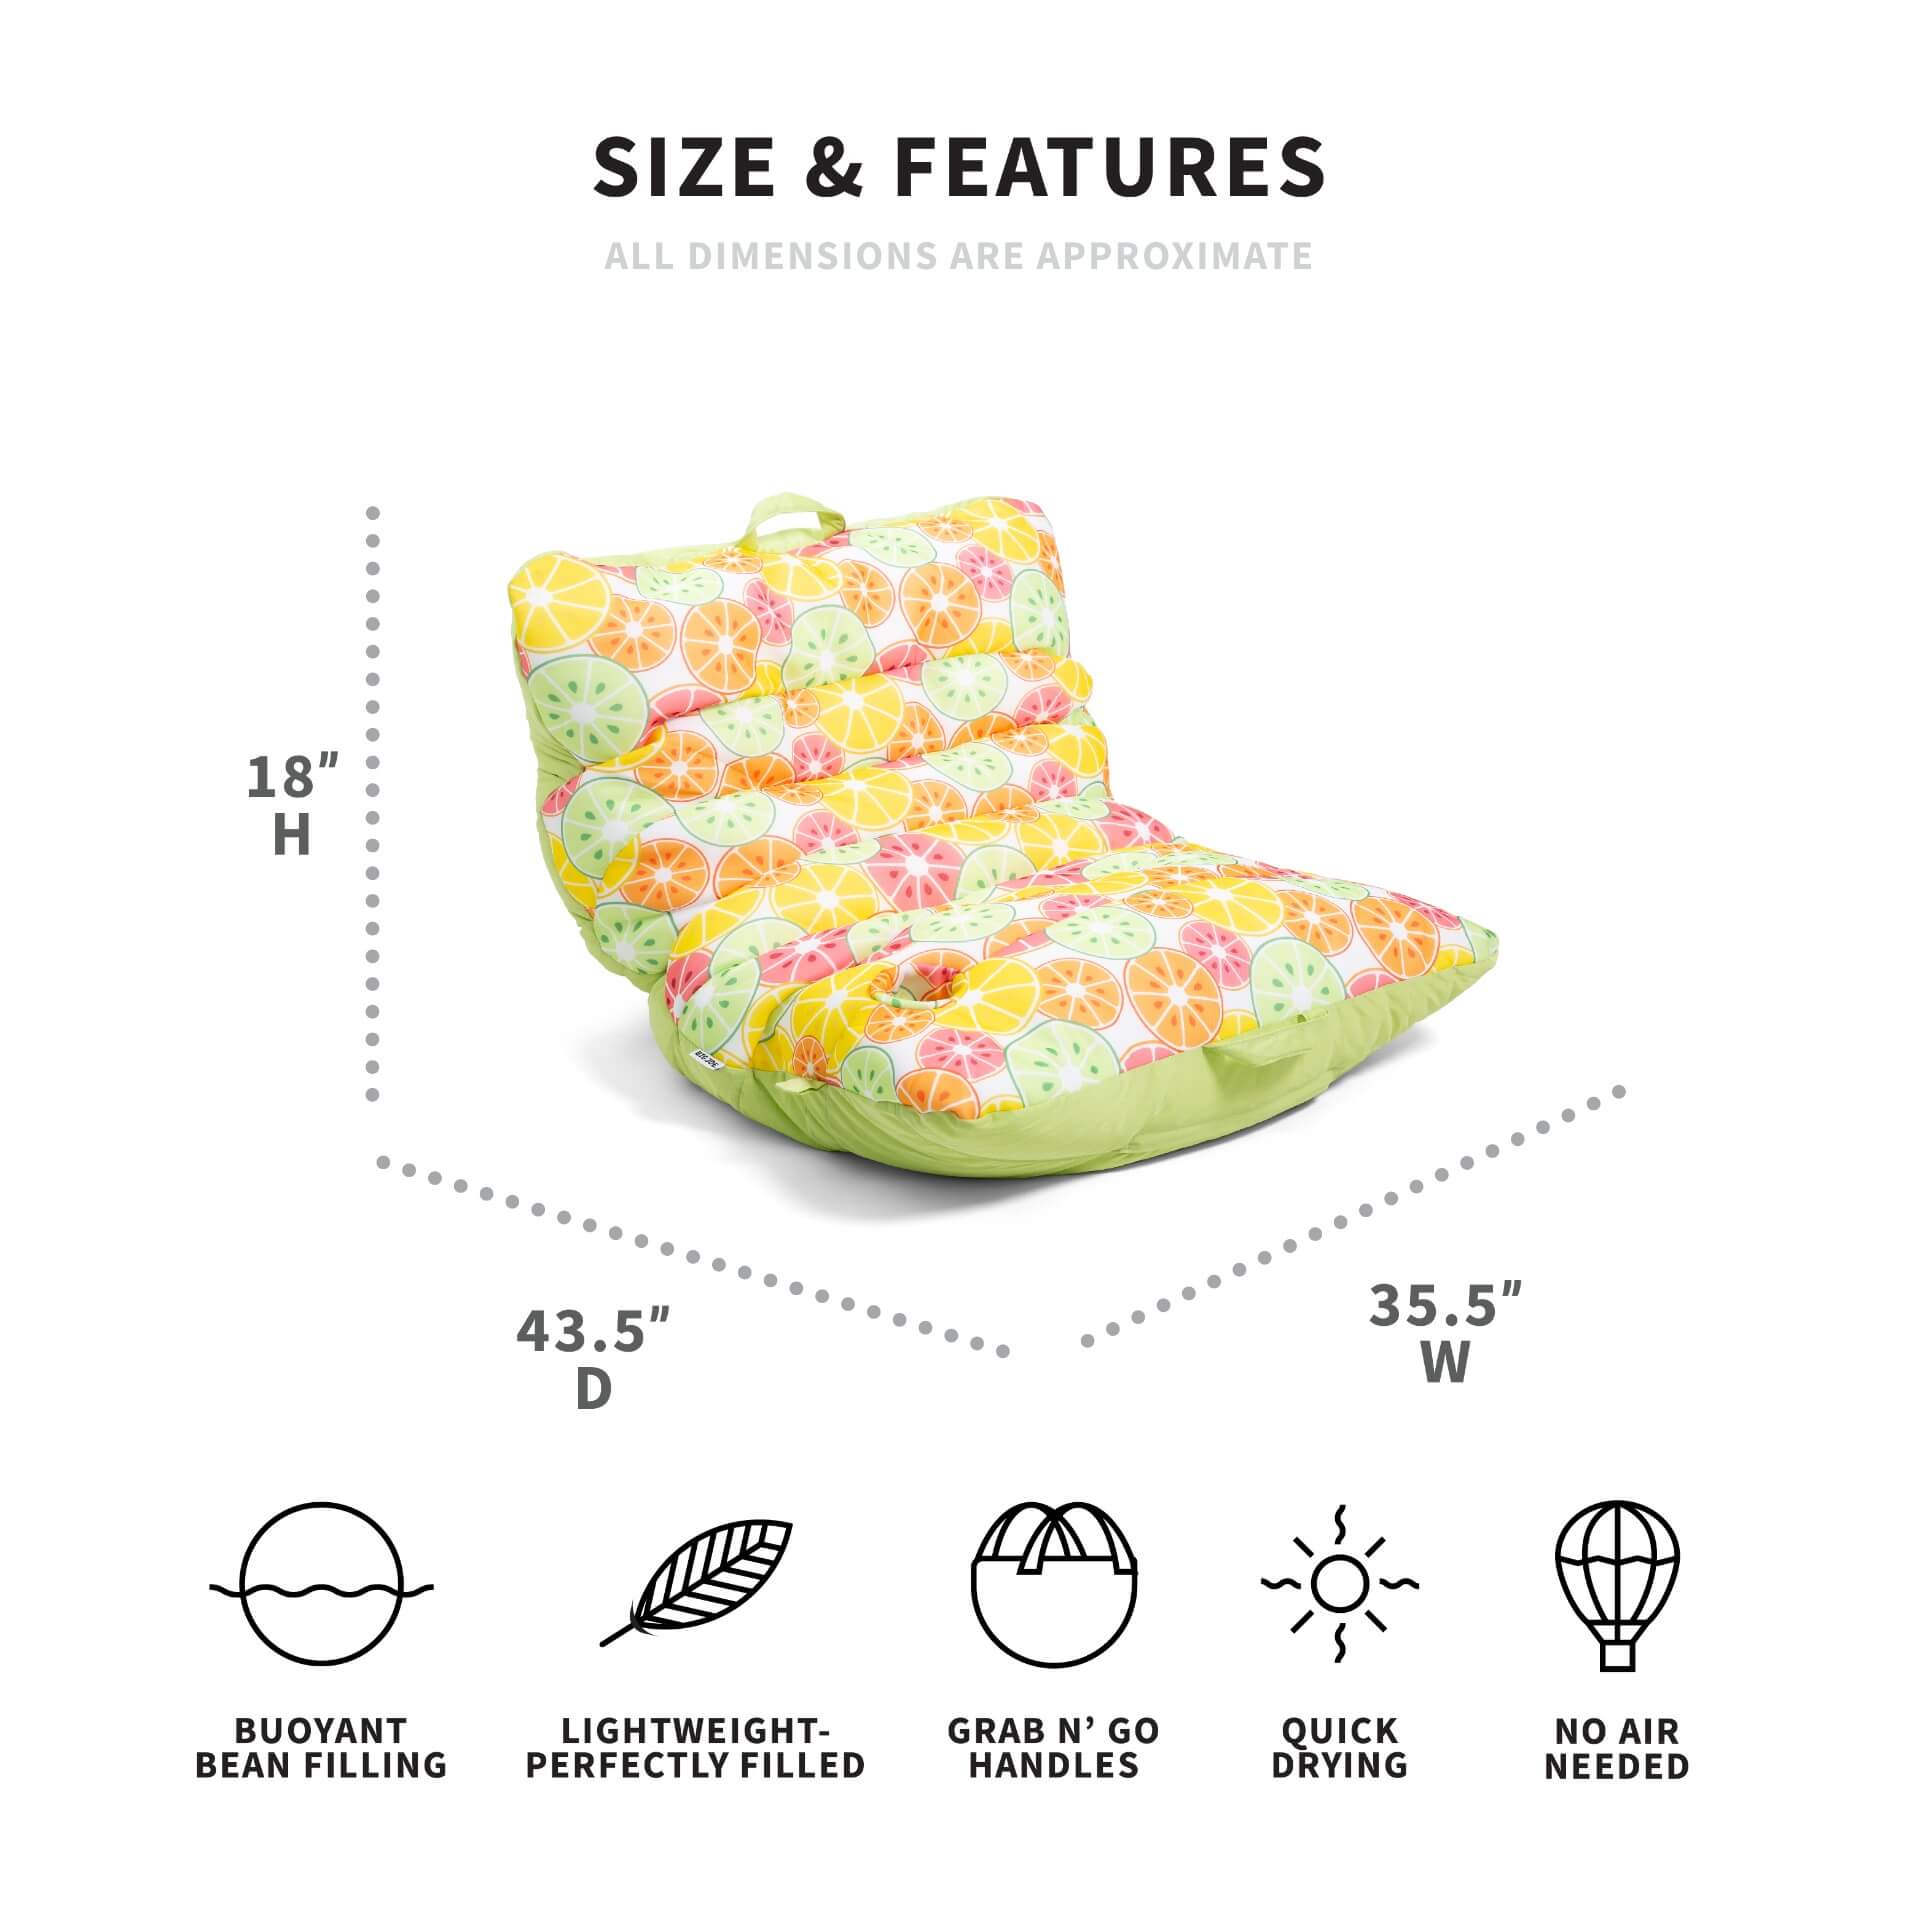 SIZE & FEATURES
ALL DIMENSIONS ARE APPROXIMATE
18"
H
43.5"
D
35.5"
W
BUOYANT
BEAN FILLING
LIGHTWEIGHT-
PERFECTLY FILLED
GRAB N’ GO
HANDLES
QUICK
DRYING
NO AIR
NEEDED